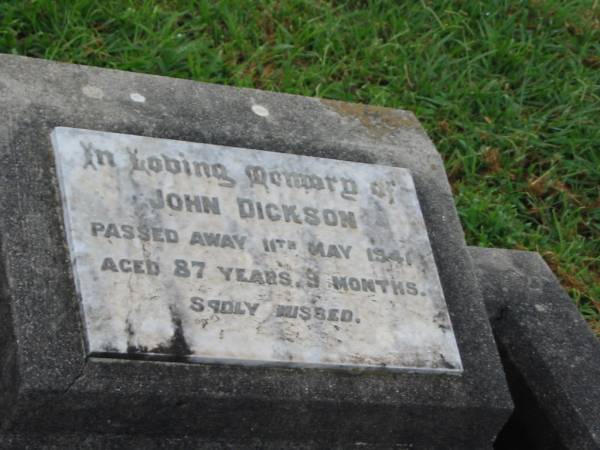 In Loving Memory of
JOHN DICKSON
PASSED AWAY 11TH MAY 1941
AGED 87 YEARS, 9 MONTHS.
SADLY MISSED.